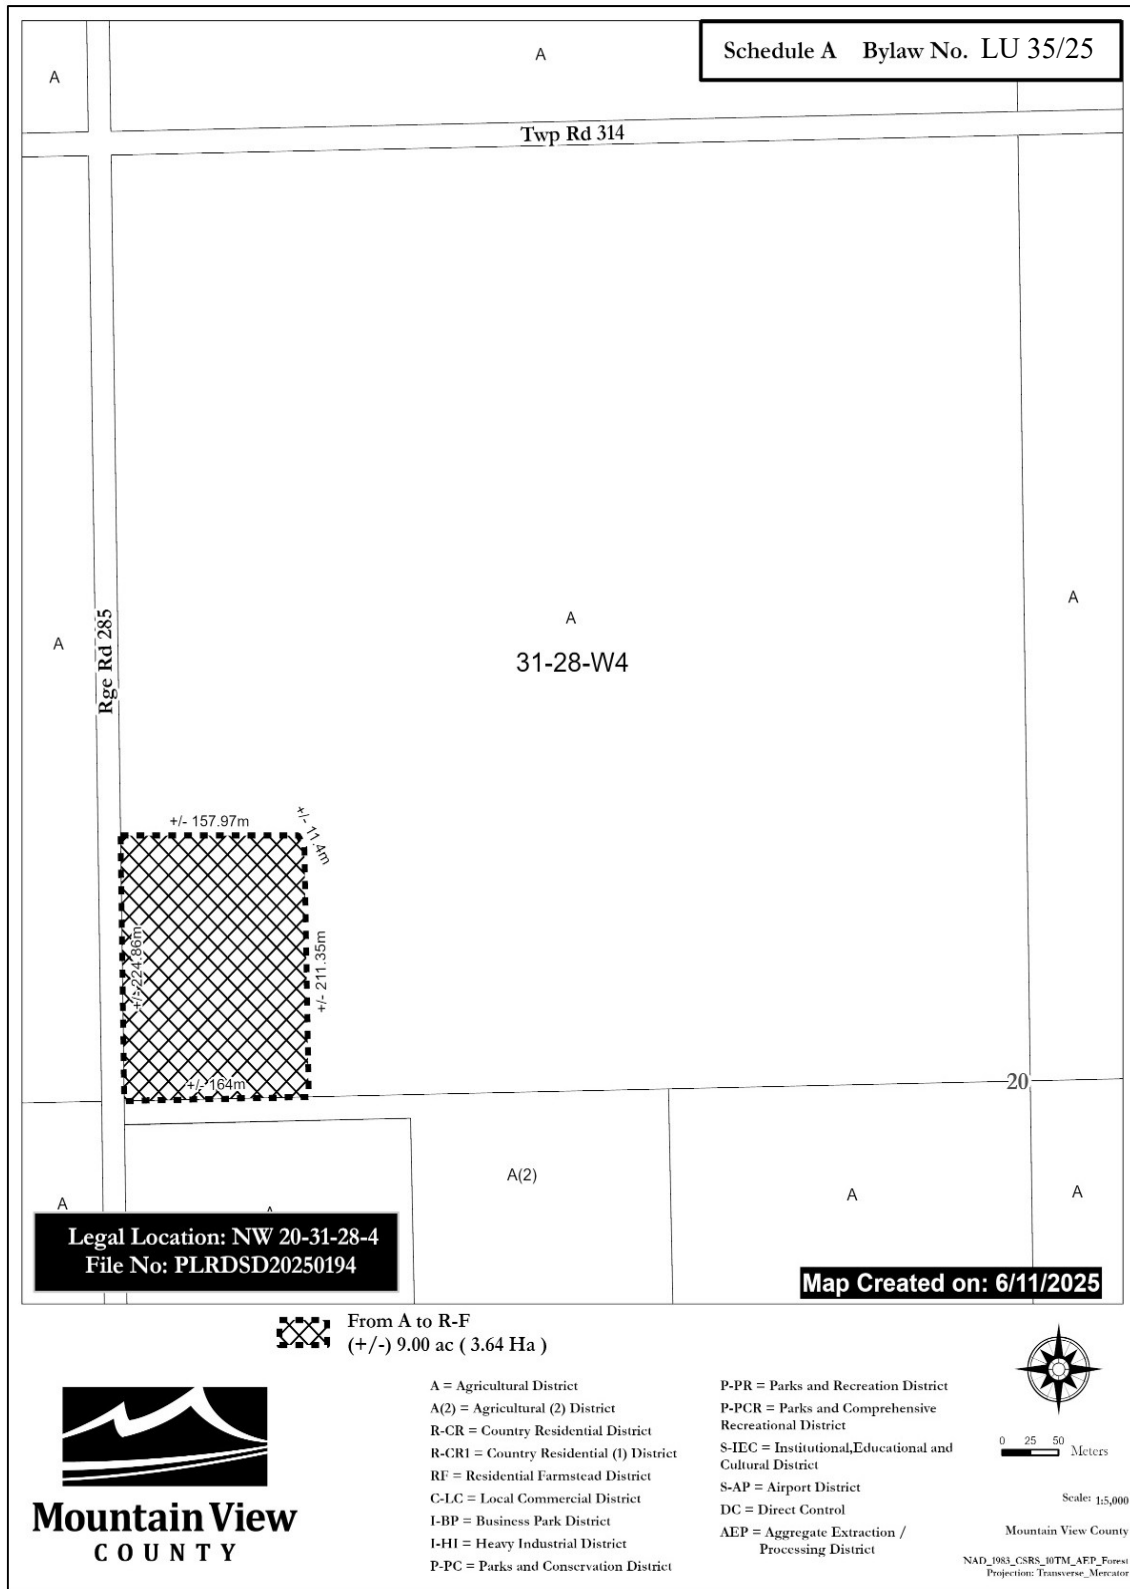 Schedule A Bylaw No. LU 35/25
A
A
Twp Rd 314
Rge Rd 285
A
A
A
31-28-W4
+/- 157.97m
+/- 11.4m
+/- 224.86m
+/- 211.35m
+/- 164m
20
A
A
A(2)
A
A
Legal Location: NW 20-31-28-4
File No: PLRDSD20250194
Map Created on: 6/11/2025
From A to R-F
(+/-) 9.00 ac ( 3.64 Ha )
Mountain View
COUNTY
A = Agricultural District
A(2) = Agricultural (2) District
R-CR = Country Residential District
R-CR1 = Country Residential (1) District
RF = Residential Farmstead District
C-LC = Local Commercial District
I-BP = Business Park District
I-HI = Heavy Industrial District
P-PC = Parks and Conservation District
P-PR = Parks and Recreation District
P-PCR = Parks and Comprehensive
Recreational District
S-IEC = Institutional,Educational and
Cultural District
S-AP = Airport District
DC = Direct Control
AEP = Aggregate Extraction /
Processing District
0 25 50
Meters
Scale: 1:5,000
Mountain View County
NAD_1983_CSRS_10TM_AEP_Forest
Projection: Transverse_Mercator